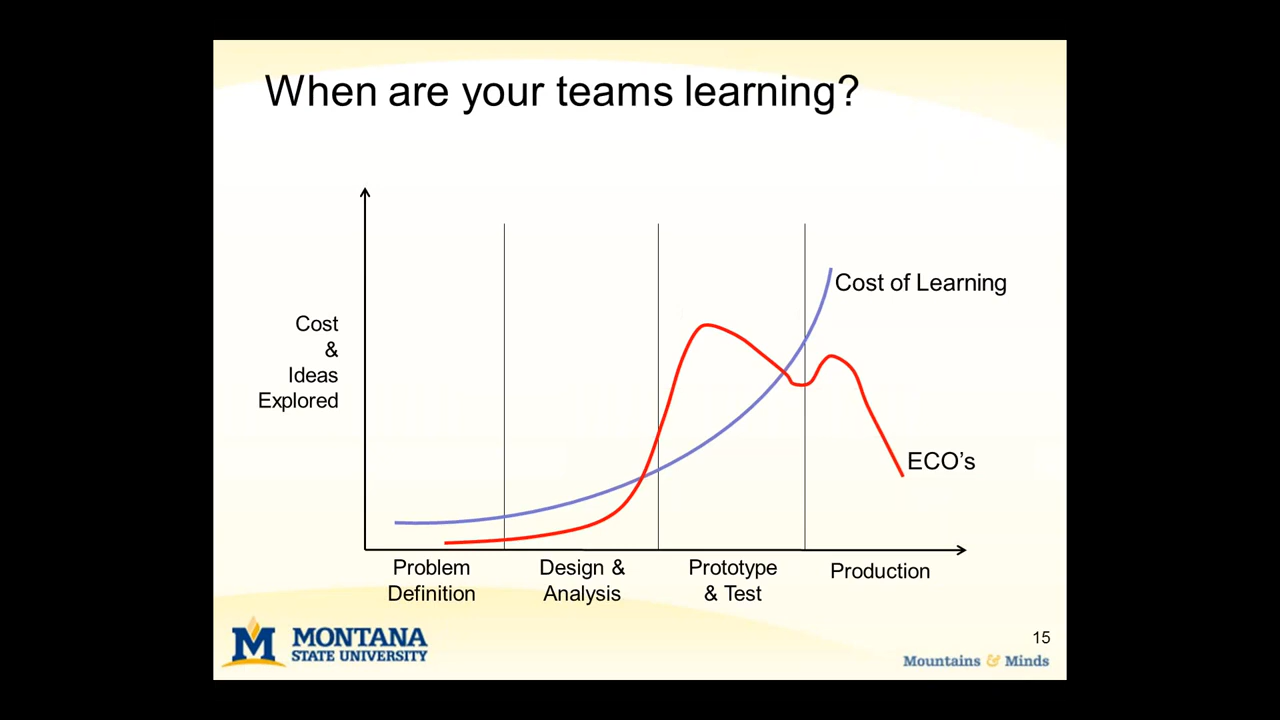 When are your teams learning?
Cost
&
Ideas
Explored
Cost of Learning
ECO's
Problem
Definition
Design &
Analysis
Prototype
& Test
Production
M MONTANA
STATE UNIVERSITY
15
Mountains & Minds